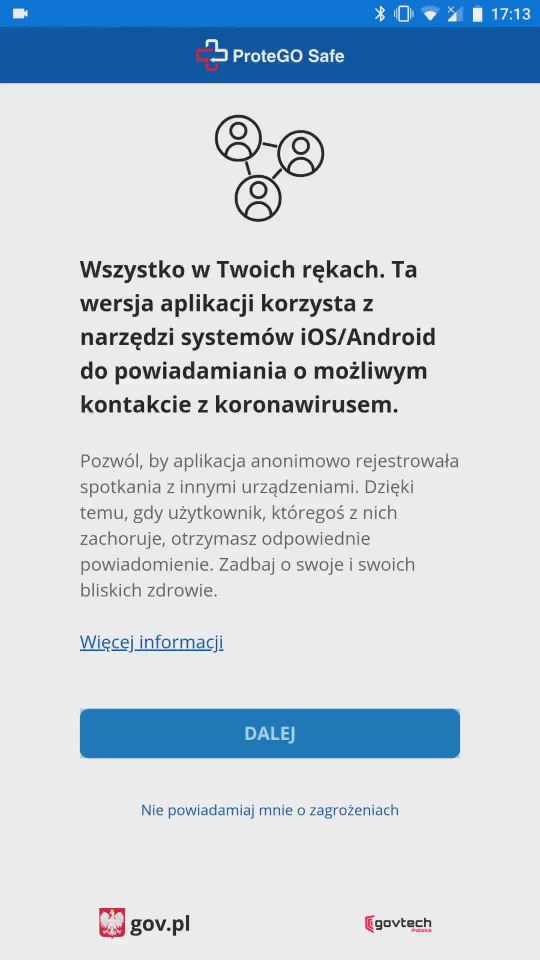 17:13
ProteGO Safe
Wszystko w Twoich rękach. Ta
wersja aplikacji korzysta z
narzędzi systemów iOS/Android
do powiadamiania o możliwym
kontakcie z koronawirusem.
Pozwól, by aplikacja anonimowo rejestrowała
spotkania z innymi urządzeniami. Dzięki
temu, gdy użytkownik, któregoś z nich
zachoruje, otrzymasz odpowiednie
powiadomienie. Zadbaj o swoje i swoich
bliskich zdrowie.
Więcej informacji
DALEJ
Nie powiadamiaj mnie o zagrożeniach
gov.pl
govtech
Polska